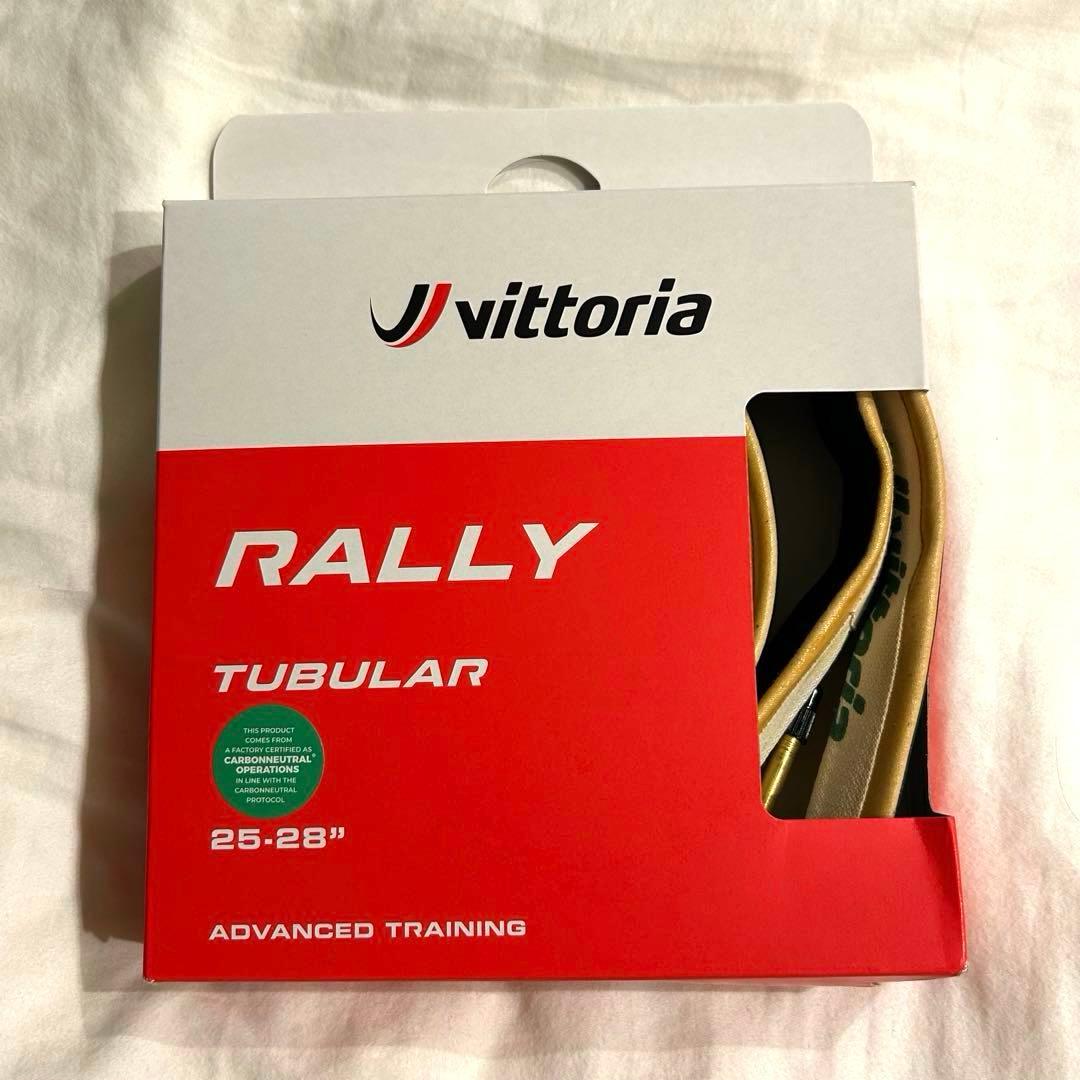 vittoria
RALLY
TUBULAR
THIS PRODUCT
COMES FROM
A FACTORY CERTIFIED AS
CARBONNEUTRAL®
OPERATIONS
IN LINE WITH THE
CARBONNEUTRAL
PROTOCOL
25-28"
ADVANCED TRAINING
Vittoria